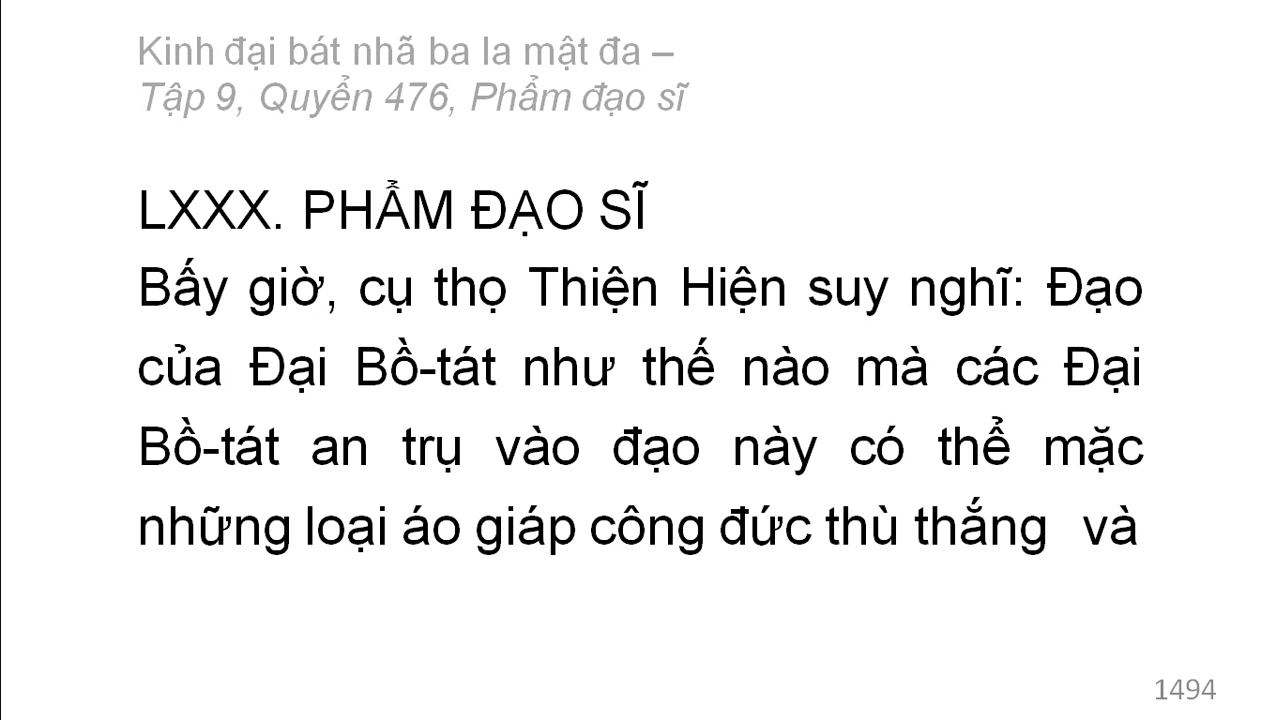 Kinh đại bát nhã ba la mật đa –
Tập 9, Quyển 476, Phẩm đạo sĩ
LXXX. PHẨM ĐẠO SĨ
Bấy giờ, cụ thọ Thiện Hiện suy nghĩ: Đạo
của Đại Bồ-tát như thế nào mà các Đại
Bồ-tát an trụ vào đạo này có thể mặc
những loại áo giáp công đức thù thắng và
1494